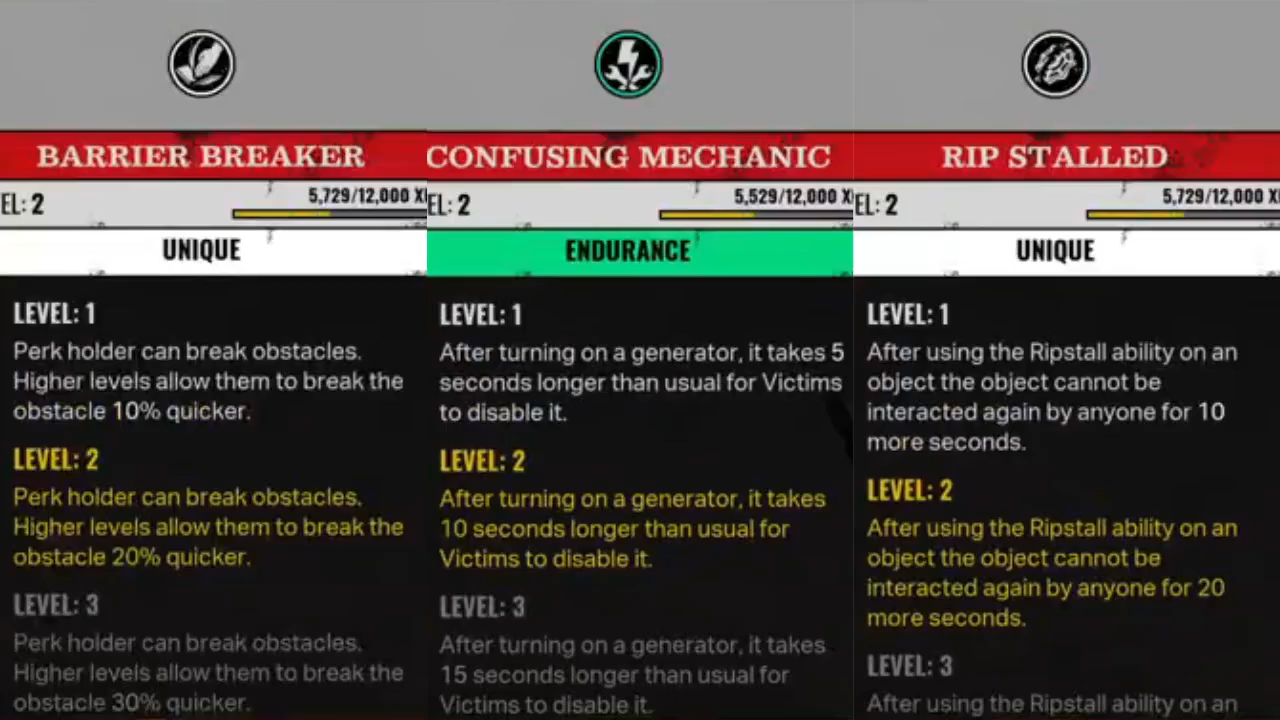 BARRIER BREAKER
EL: 2
5,729/12,000 X
UNIQUE
LEVEL: 1
Perk holder can break obstacles.
Higher levels allow them to break the
obstacle 10% quicker.
LEVEL: 2
Perk holder can break obstacles.
Higher levels allow them to break the
obstacle 20% quicker.
LEVEL: 3
Perk holder can break obstacles.
Higher levels allow them to break the
obstacle 30% quicker.
CONFUSING MECHANIC
EL: 2
5,529/12,000 X
ENDURANCE
LEVEL: 1
After turning on a generator, it takes 5
seconds longer than usual for Victims
to disable it.
LEVEL: 2
After turning on a generator, it takes
10 seconds longer than usual for
Victims to disable it.
LEVEL: 3
After turning on a generator, it takes
15 seconds longer than usual for
Victims to disable it.
RIP STALLED
EL: 2
5,729/12,000 X
UNIQUE
LEVEL: 1
After using the Ripstall ability on an
object the object cannot be
interacted again by anyone for 10
more seconds.
LEVEL: 2
After using the Ripstall ability on an
object the object cannot be
interacted again by anyone for 20
more seconds.
LEVEL: 3
After using the Ripstall ability on an